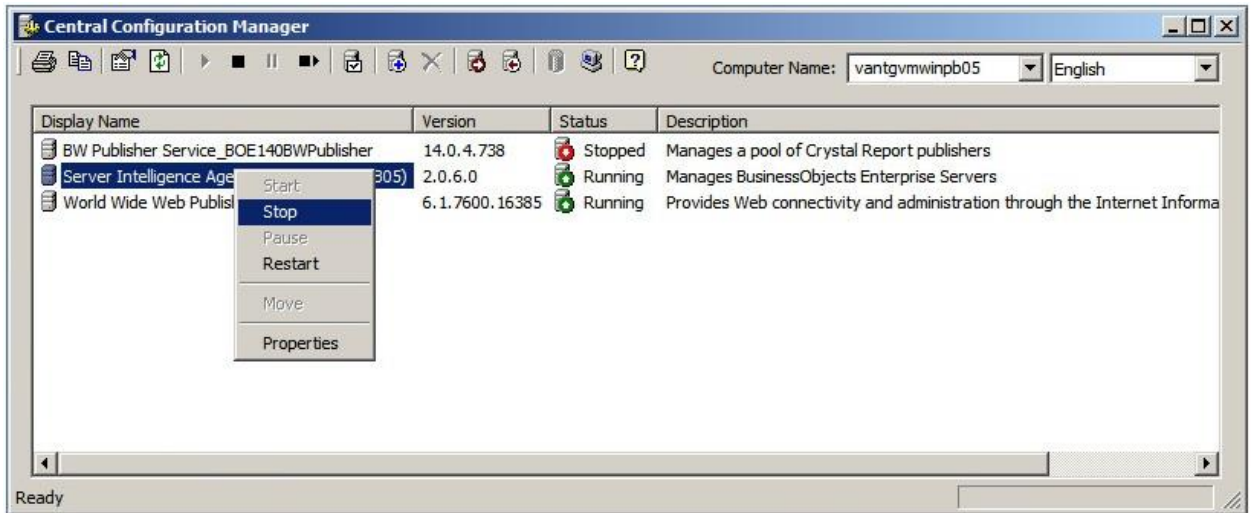 Central Configuration Manager
Computer Name: vantgvmwinpb05 English
Display Name Version Status Description
BW Publisher Service_BOE140BWPublisher 14.0.4.738 Stopped Manages a pool of Crystal Report publishers
Server Intelligence Age 305) 2.0.6.0 Running Manages BusinessObjects Enterprise Servers
World Wide Web Publis 6.1.7600.16385 Running Provides Web connectivity and administration through the Internet Informa
Start
Stop
Pause
Restart
Move
Properties
Ready